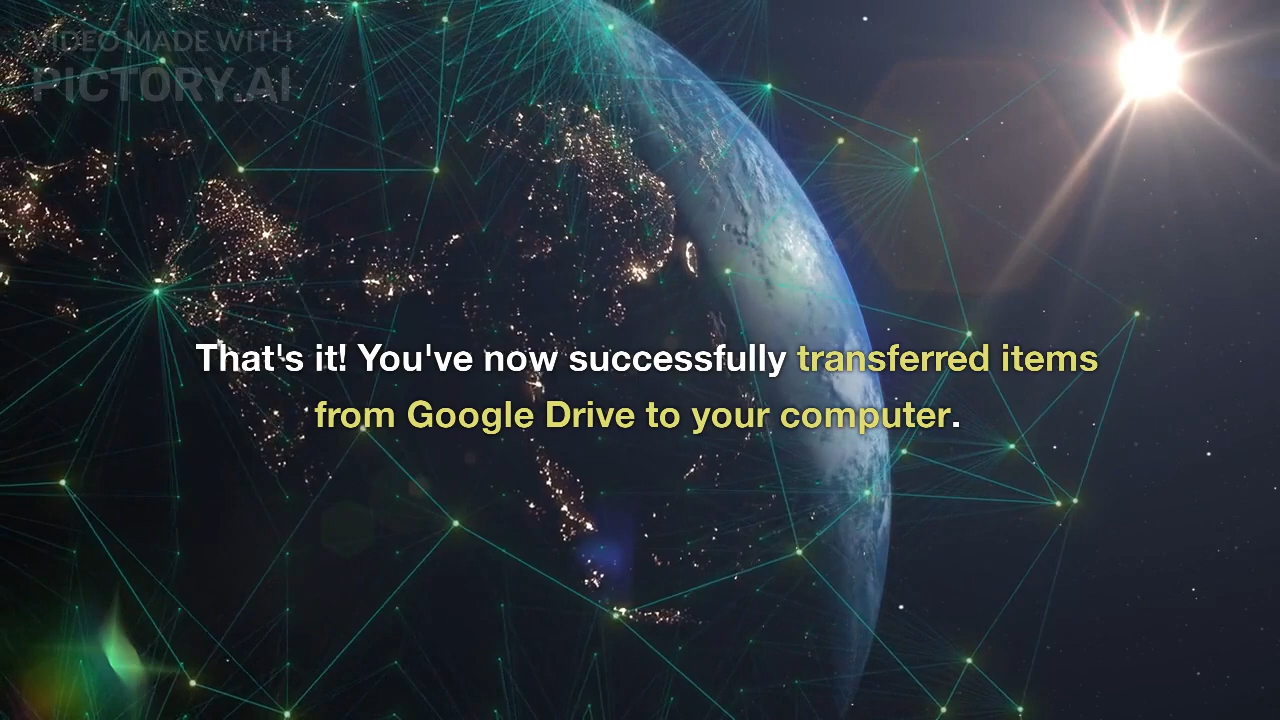 VIDEO MADE WITH
PICTORY.AI
That's it! You've now successfully transferred items
from Google Drive to your computer.